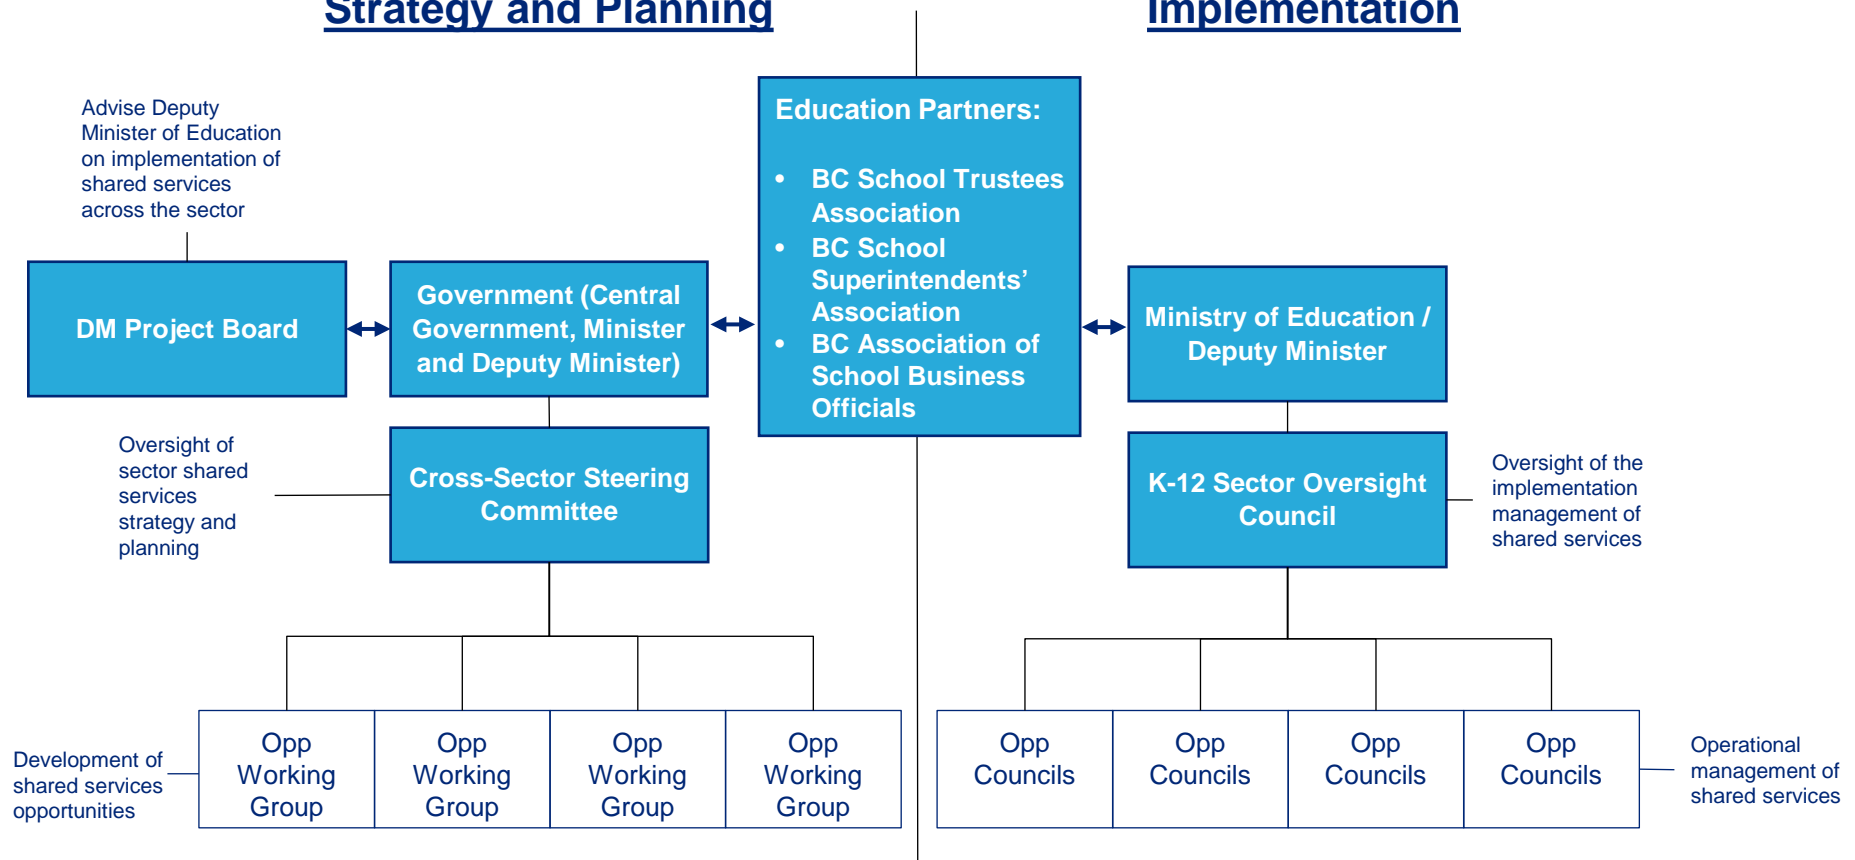 Strategy and Planning
Implementation
Advise Deputy
Minister of Education
on implementation of
shared services
across the sector
Education Partners:
• BC School Trustees
Association
• BC School
Superintendents’
Association
• BC Association of
School Business
Officials
DM Project Board
Government (Central
Government, Minister
and Deputy Minister)
Ministry of Education /
Deputy Minister
Oversight of
sector shared
services
strategy and
planning
Cross-Sector Steering
Committee
K-12 Sector Oversight
Council
Oversight of the
implementation
management of
shared services
Development of
shared services
opportunities
Opp
Working
Group
Opp
Working
Group
Opp
Working
Group
Opp
Working
Group
Opp
Councils
Opp
Councils
Opp
Councils
Opp
Councils
Operational
management of
shared services